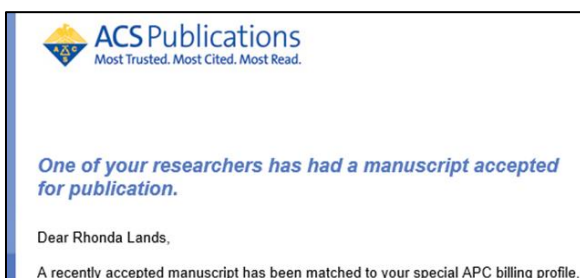 ACS Publications
Most Trusted. Most Cited. Most Read.
One of your researchers has had a manuscript accepted
for publication.
Dear Rhonda Lands,
A recently accepted manuscript has been matched to your special APC billing profile.